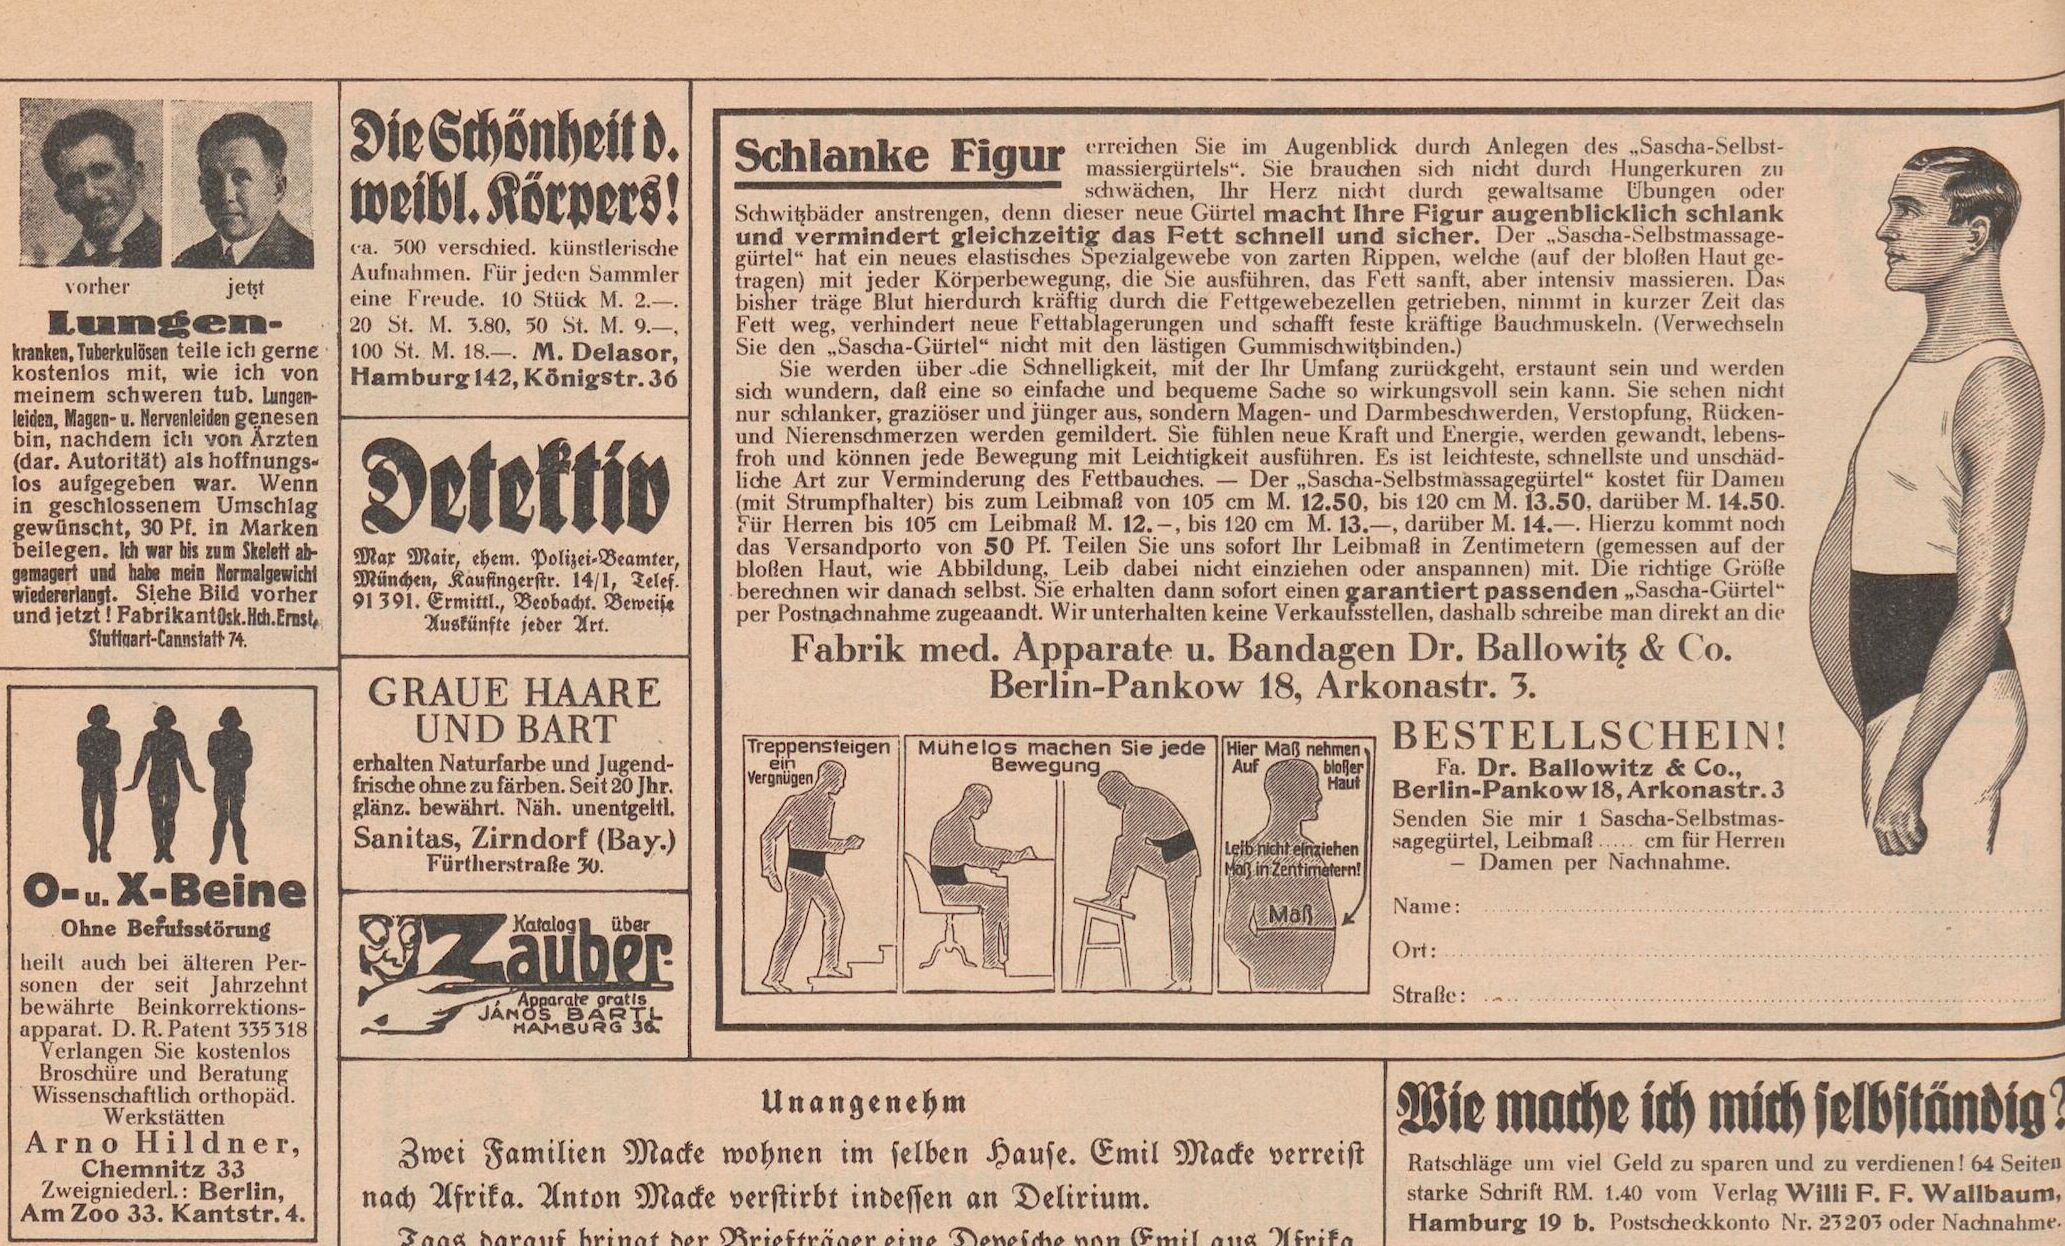 vorher jetzt
Lungen-
kranken, Tuberkulösen teile ich gerne
kostenlos mit, wie ich von
meinem schweren tub. Lungen-
leiden, Magen- u. Nervenleiden genesen
bin, nachdem ich von Ärzten
(dar. Autorität) als hoffnungs-
los aufgegeben war. Wenn
in geschlossenem Umschlag
gewünscht, 30 Pf. in Marken
beilegen. Ich war bis zum Skelett ab-
gemagert und habe mein Normalgewicht
wiedererlangt. Siehe Bild vorher
und jetzt! Fabrikant Osk. Hch. Ernst,
Stuttgart-Cannstatt 74.
O- u. X-Beine
Ohne Berufsstörung
heilt auch bei älteren Per-
sonen der seit Jahrzehnt
bewährte Beinkorrektions-
apparat. D. R. Patent 335318
Verlangen Sie kostenlos
Broschüre und Beratung
Wissenschaftlich orthopäd.
Werkstätten
Arno Hildner,
Chemnitz 33
Zweigniederl.: Berlin,
Am Zoo 33. Kantstr. 4.
Die Schönheit d.
weibl. Körpers!
ca. 500 verschied. künstlerische
Aufnahmen. Für jeden Sammler
eine Freude. 10 Stück M. 2.—.
20 St. M. 3.80, 50 St. M. 9.—,
100 St. M. 18.—. M. Delasor,
Hamburg 142, Königstr. 36
Detektiv
Max Mair, ehem. Polizei-Beamter,
München, Kaufingerstr. 14/I, Telef.
91391. Ermittl., Beobacht. Beweise
Auskünfte jeder Art.
GRAUE HAARE
UND BART
erhalten Naturfarbe und Jugend-
frische ohne zu färben. Seit 20 Jhr.
glänz. bewährt. Näh. unentgeltl.
Sanitas, Zirndorf (Bay.)
Fürtherstraße 30.
Katalog über
Zauber-
Apparate gratis
JÁNOS BARTL
HAMBURG 36.
Schlanke Figur erreichen Sie im Augenblick durch Anlegen des „Sascha-Selbst-
massiergürtels“. Sie brauchen sich nicht durch Hungerkuren zu
schwächen, Ihr Herz nicht durch gewaltsame Übungen oder
Schwitzbäder anstrengen, denn dieser neue Gürtel macht Ihre Figur augenblicklich schlank
und vermindert gleichzeitig das Fett schnell und sicher. Der „Sascha-Selbstmassage-
gürtel“ hat ein neues elastisches Spezialgewebe von zarten Rippen, welche (auf der bloßen Haut ge-
tragen) mit jeder Körperbewegung, die Sie ausführen, das Fett sanft, aber intensiv massieren. Das
bisher träge Blut hierdurch kräftig durch die Fettgewebezellen getrieben, nimmt in kurzer Zeit das
Fett weg, verhindert neue Fettablagerungen und schafft feste kräftige Bauchmuskeln. (Verwechseln
Sie den „Sascha-Gürtel“ nicht mit den lästigen Gummischwitzbinden.)
Sie werden über die Schnelligkeit, mit der Ihr Umfang zurückgeht, erstaunt sein und werden
sich wundern, daß eine so einfache und bequeme Sache so wirkungsvoll sein kann. Sie sehen nicht
nur schlanker, graziöser und jünger aus, sondern Magen- und Darmbeschwerden, Verstopfung, Rücken-
und Nierenschmerzen werden gemildert. Sie fühlen neue Kraft und Energie, werden gewandt, lebens-
froh und können jede Bewegung mit Leichtigkeit ausführen. Es ist leichteste, schnellste und unschäd-
liche Art zur Verminderung des Fettbauches. — Der „Sascha-Selbstmassagegürtel“ kostet für Damen
(mit Strumpfhalter) bis zum Leibmaß von 105 cm M. 12.50, bis 120 cm M. 13.50, darüber M. 14.50.
Für Herren bis 105 cm Leibmaß M. 12.—, bis 120 cm M. 13.—, darüber M. 14.—. Hierzu kommt noch
das Versandporto von 50 Pf. Teilen Sie uns sofort Ihr Leibmaß in Zentimetern (gemessen auf der
bloßen Haut, wie Abbildung, Leib dabei nicht einziehen oder anspannen) mit. Die richtige Größe
berechnen wir danach selbst. Sie erhalten dann sofort einen garantiert passenden „Sascha-Gürtel“
per Postnachnahme zugeaandt. Wir unterhalten keine Verkaufsstellen, dashalb schreibe man direkt an die
Fabrik med. Apparate u. Bandagen Dr. Ballowitz & Co.
Berlin-Pankow 18, Arkonastr. 3.
Treppensteigen
ein
Vergnügen
Mühelos machen Sie jede
Bewegung
Hier Maß nehmen
Auf bloßer
Haut
Leib nicht einziehen
Maß in Zentimetern!
Maß
BESTELLSCHEIN!
Fa. Dr. Ballowitz & Co.,
Berlin-Pankow 18, Arkonastr. 3
Senden Sie mir 1 Sascha-Selbstmas-
sagegürtel, Leibmaß ..... cm für Herren
– Damen per Nachnahme.
Name:
Ort:
Straße:
Unangenehm
Zwei Familien Macke wohnen im selben Hause. Emil Macke verreist
nach Afrika. Anton Macke verstirbt indessen an Delirium.
Tags darauf bringt der Briefträger eine Depesche von Emil aus Afrika
Wie mache ich mich selbständig?
Ratschläge um viel Geld zu sparen und zu verdienen! 64 Seiten
starke Schrift RM. 1.40 vom Verlag Willi F. F. Wallbaum,
Hamburg 19 b. Postscheckkonto Nr. 23203 oder Nachnahme.